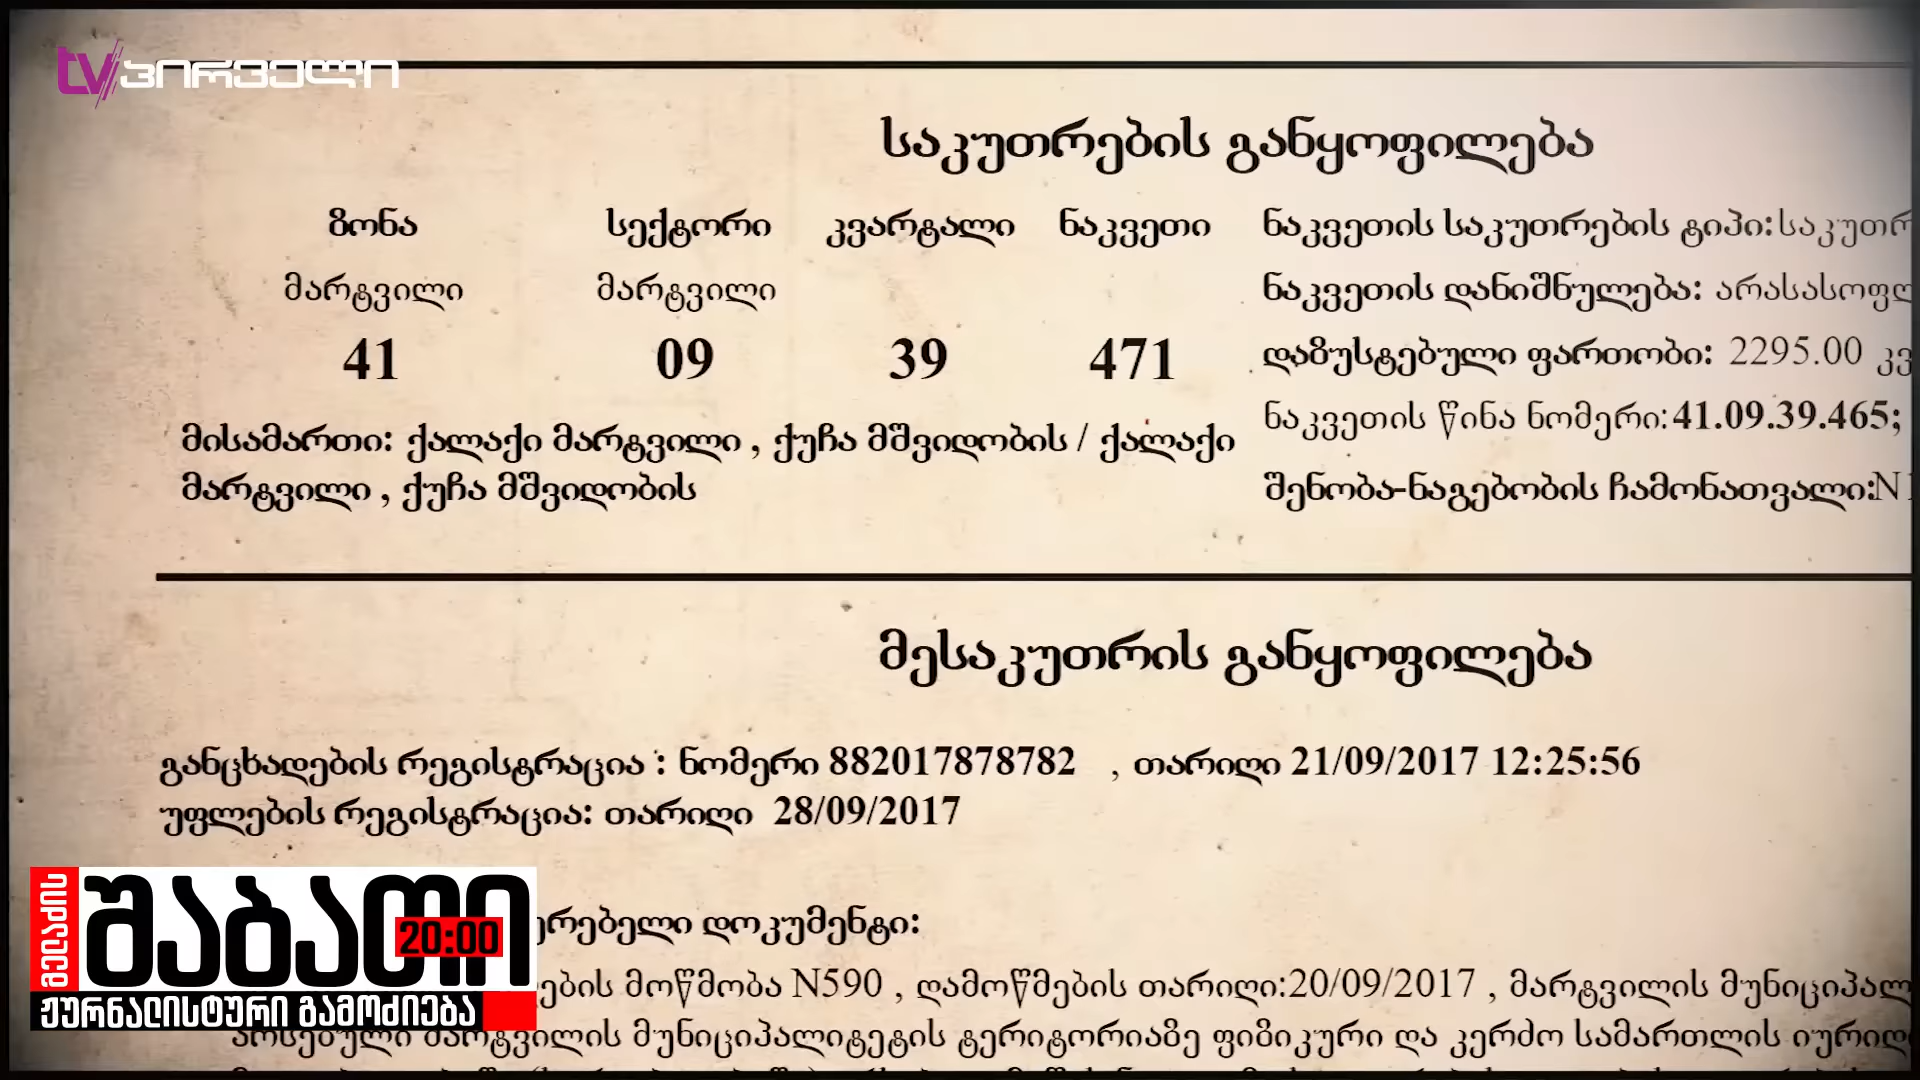 tv პირველი
საკუთრების განყოფილება
ზონა სექტორი კვარტალი ნაკვეთი
მარტვილი მარტვილი
41 09 39 471
მისამართი: ქალაქი მარტვილი , ქუჩა მშვიდობის / ქალაქი
მარტვილი , ქუჩა მშვიდობის
ნაკვეთის საკუთრების ტიპი:
ნაკვეთის დანიშნულება:
დაზუსტებული ფართობი: 2295.00
ნაკვეთის წინა ნომერი: 41.09.39.465;
შენობა-ნაგებობის ჩამონათვალი:
მესაკუთრის განყოფილება
განცხადების რეგისტრაცია : ნომერი 882017878782 , თარიღი 21/09/2017 12:25:56
უფლების რეგისტრაცია: თარიღი 28/09/2017
დოკუმენტი:
მოწმობა N590 , დამოწმების თარიღი:20/09/2017 , მარტვილის
მარტვილის მუნიციპალიტეტის ტერიტორიაზე ფიზიკური და კერძო სამართლის
მელაძის
შაბათი
20:00
ჟურნალისტური გამოძიება